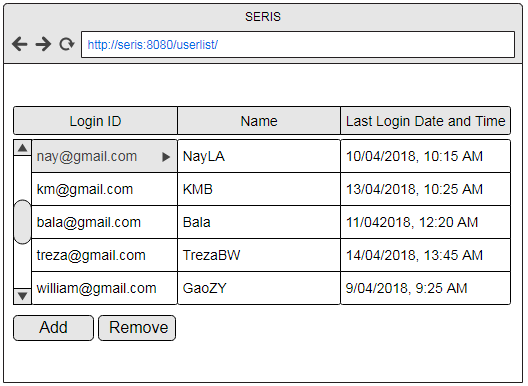 SERIS
http://seris:8080/userlist/
Login ID Name Last Login Date and Time
nay@gmail.com NayLA 10/04/2018, 10:15 AM
km@gmail.com KMB 13/04/2018, 10:25 AM
bala@gmail.com Bala 11/042018, 12:20 AM
treza@gmail.com TrezaBW 14/04/2018, 13:45 AM
william@gmail.com GaoZY 9/04/2018, 9:25 AM
Add Remove